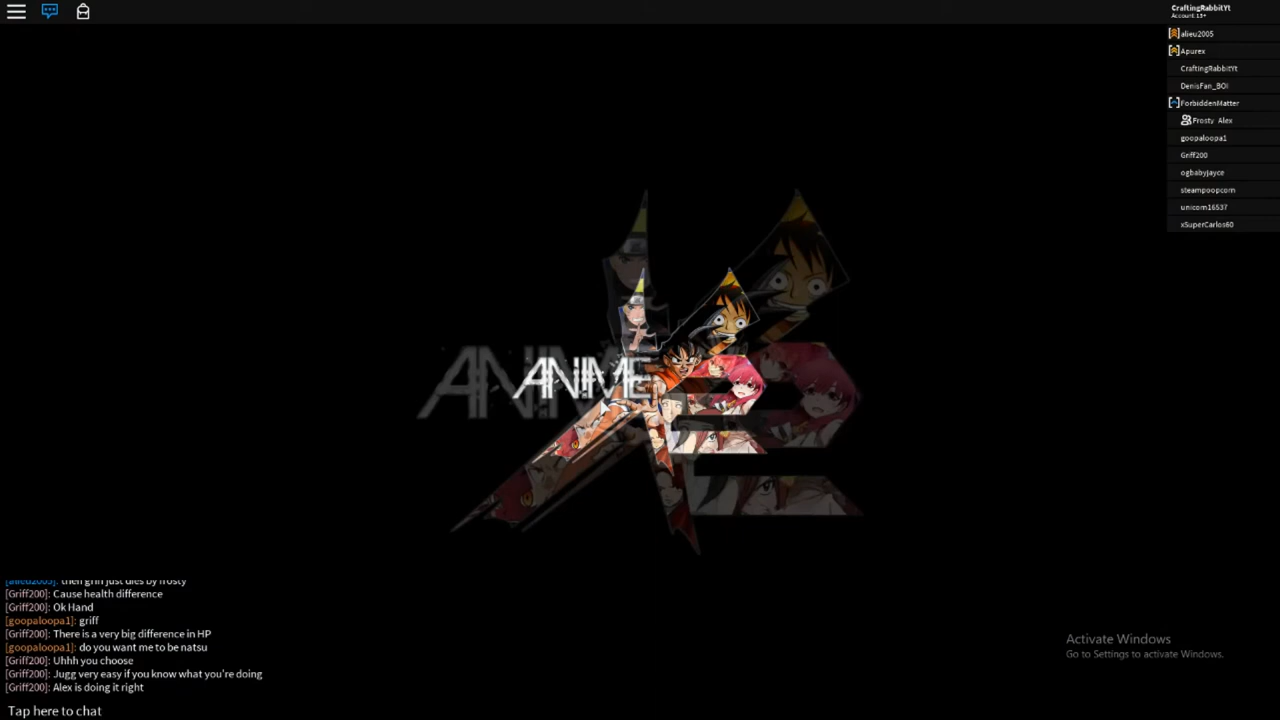 CraftingRabbitYt
Account: 13+
alieu2005
Apurex
CraftingRabbitYt
DenisFan_BOI
ForbiddenMatter
Frosty_Alex
goopaloopa1
Griff200
ogbabyjayce
steampoopcorn
unicorn16537
xSuperCarlos60
ANIME
[alieu2005]: then griff just dies by frosty
[Griff200]: Cause health difference
[Griff200]: Ok Hand
[goopaloopa1]: griff
[Griff200]: There is a very big difference in HP
[goopaloopa1]: do you want me to be natsu
[Griff200]: Uhhh you choose
[Griff200]: Jugg very easy if you know what you're doing
[Griff200]: Alex is doing it right
Tap here to chat
Activate Windows
Go to Settings to activate Windows.